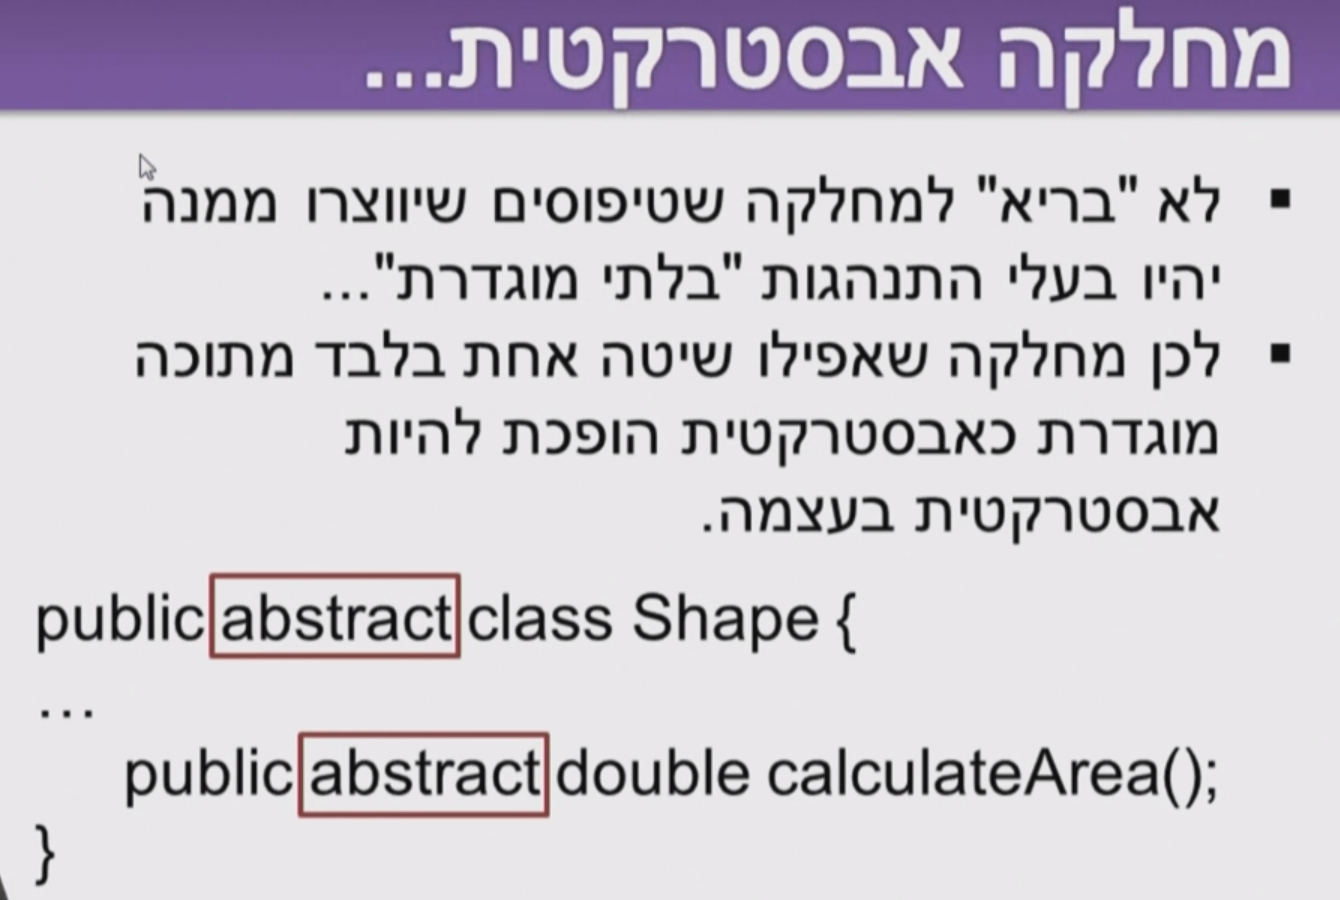 מחלקה אבסטרקטית...
לא "בריא" למחלקה שטיפוסים שיווצרו ממנה
יהיו בעלי התנהגות "בלתי מוגדרת"...
לכן מחלקה שאפילו שיטה אחת בלבד מתוכה
מוגדרת כאבסטרקטית הופכת להיות
אבסטרקטית בעצמה.
public abstract class Shape {
...
public abstract double calculateArea();
}